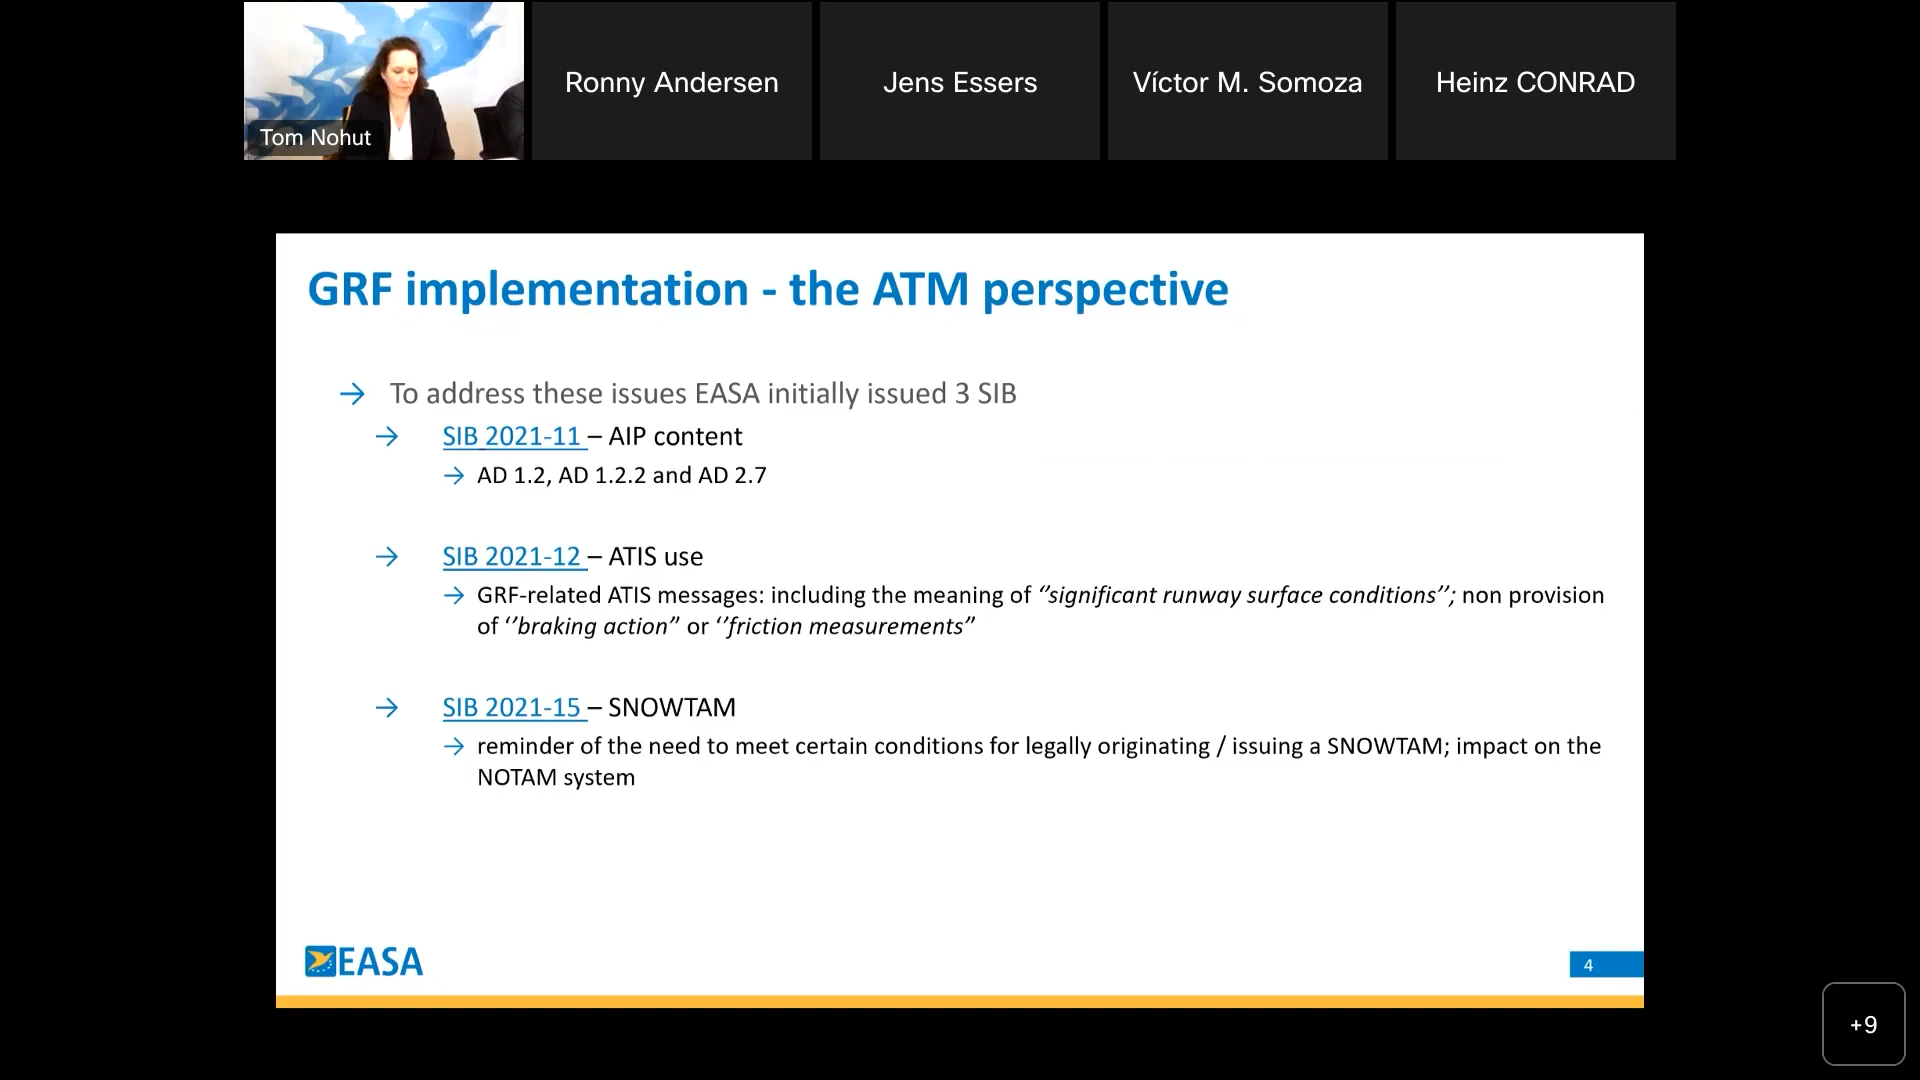 Tom Nohut
Ronny Andersen
Jens Essers
Víctor M. Somoza
Heinz CONRAD
GRF implementation - the ATM perspective
→ To address these issues EASA initially issued 3 SIB
→ SIB 2021-11 – AIP content
→ AD 1.2, AD 1.2.2 and AD 2.7
→ SIB 2021-12 – ATIS use
→ GRF-related ATIS messages: including the meaning of ‘’significant runway surface conditions’’; non provision
of ‘’braking action” or ‘’friction measurements”
→ SIB 2021-15 – SNOWTAM
→ reminder of the need to meet certain conditions for legally originating / issuing a SNOWTAM; impact on the
NOTAM system
EASA
4
+9